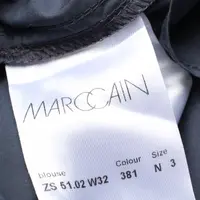 MARCCAIN
Blouse Colour Size
ZS 51.02 W32 381 N 3